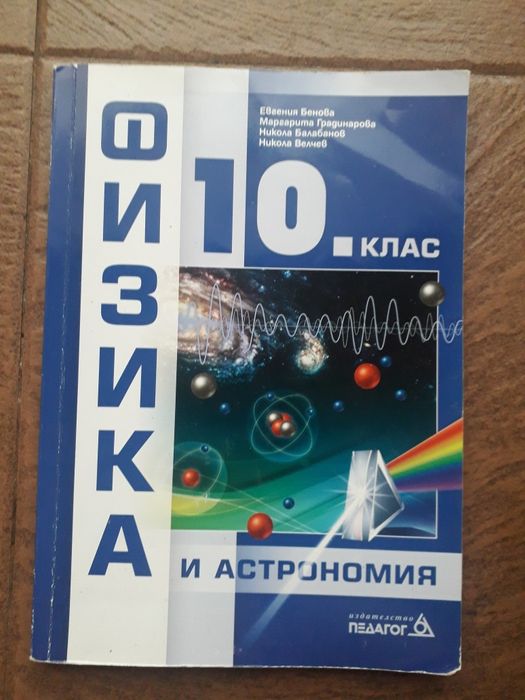 Евгения Бенова
Маргарита Градинарова
Никола Балабанов
Никола Велчев
ФИЗИКА
10. КЛАС
И АСТРОНОМИЯ
издателство
ПЕДАГОГ 6